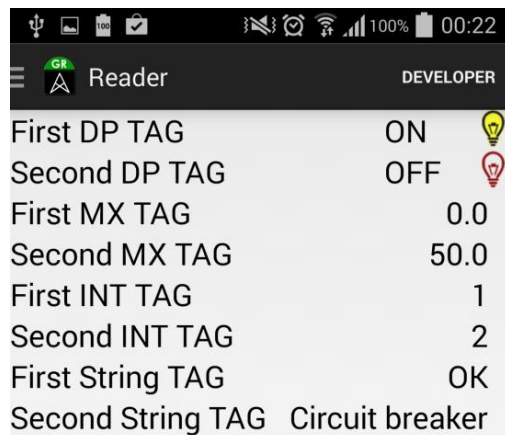 100 100% 00:22
GR Reader DEVELOPER
First DP TAG ON
Second DP TAG OFF
First MX TAG 0.0
Second MX TAG 50.0
First INT TAG 1
Second INT TAG 2
First String TAG OK
Second String TAG Circuit breaker